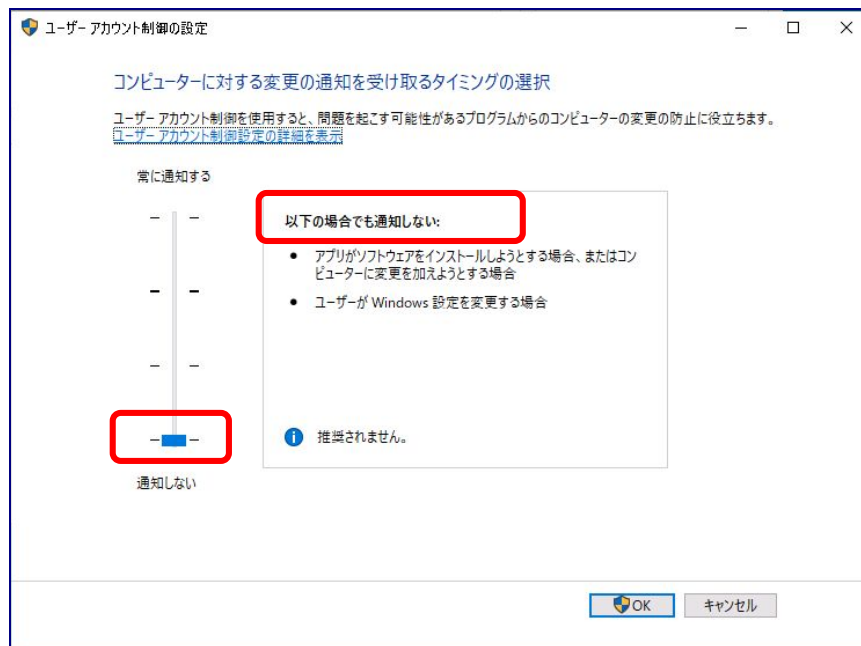 ユーザー アカウント制御の設定
コンピューターに対する変更の通知を受け取るタイミングの選択
ユーザー アカウント制御を使用すると、問題を起こす可能性があるプログラムからのコンピューターの変更の防止に役立ちます。
ユーザー アカウント制御設定の詳細を表示
常に通知する
以下の場合でも通知しない:
● アプリがソフトウェアをインストールしようとする場合、またはコン
ピューターに変更を加えようとする場合
● ユーザーが Windows 設定を変更する場合
推奨されません。
通知しない
OK キャンセル